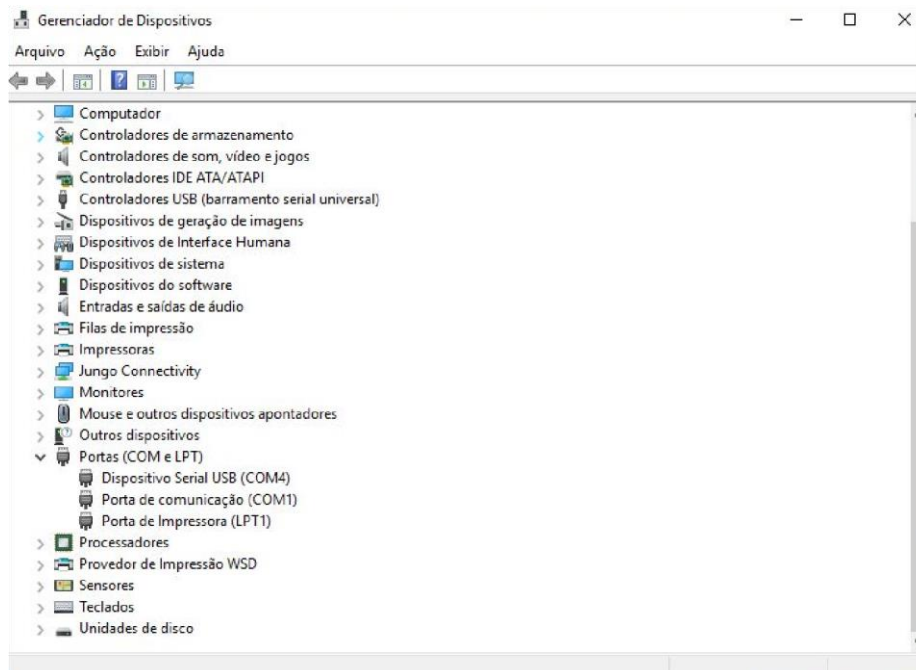 Gerenciador de Dispositivos
Arquivo Ação Exibir Ajuda
Computador
Controladores de armazenamento
Controladores de som, vídeo e jogos
Controladores IDE ATA/ATAPI
Controladores USB (barramento serial universal)
Dispositivos de geração de imagens
Dispositivos de Interface Humana
Dispositivos de sistema
Dispositivos do software
Entradas e saídas de áudio
Filas de impressão
Impressoras
Jungo Connectivity
Monitores
Mouse e outros dispositivos apontadores
Outros dispositivos
Portas (COM e LPT)
Dispositivo Serial USB (COM4)
Porta de comunicação (COM1)
Porta de Impressora (LPT1)
Processadores
Provedor de Impressão WSD
Sensores
Teclados
Unidades de disco